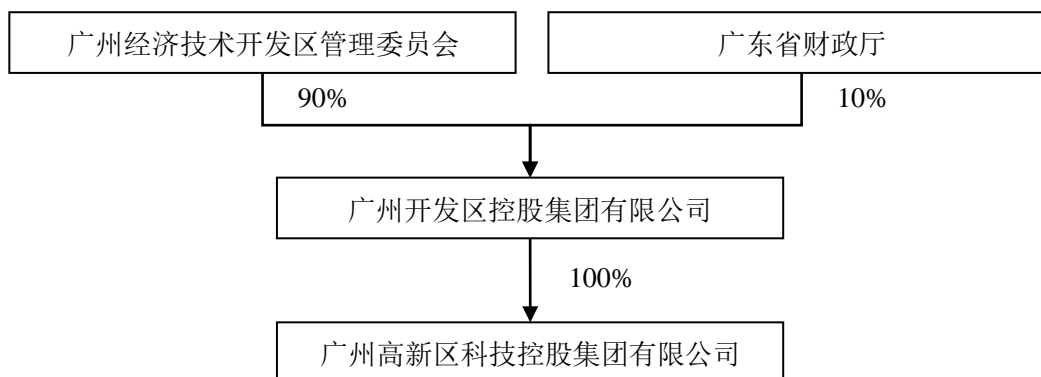 广州经济技术开发区管理委员会
广东省财政厅
90%
10%
广州开发区控股集团有限公司
100%
广州高新区科技控股集团有限公司